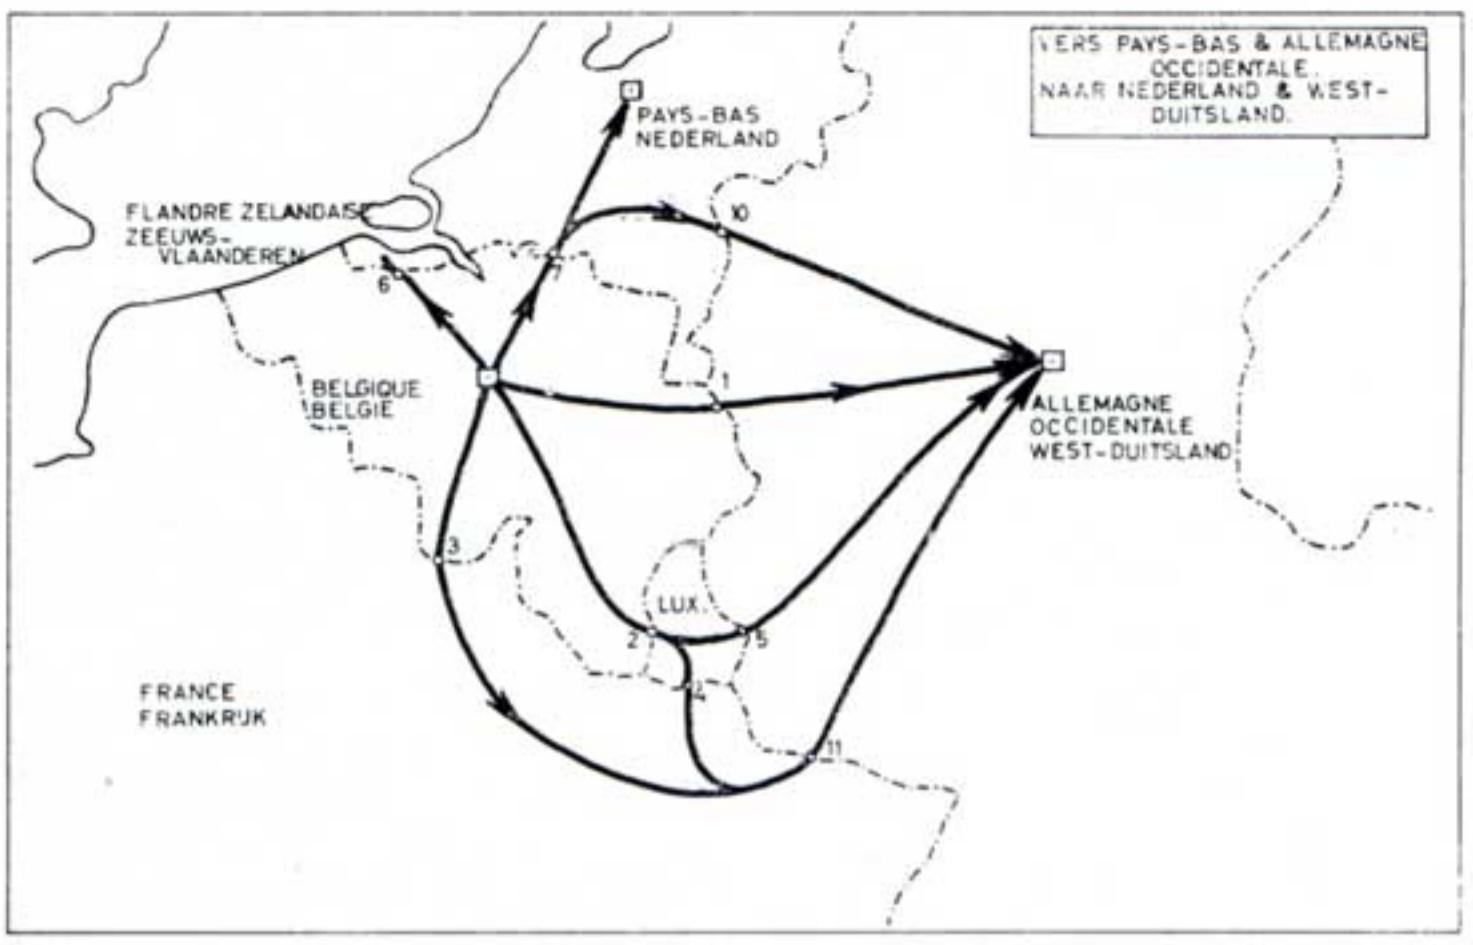 VERS PAYS-BAS & ALLEMAGNE
OCCIDENTALE.
NAAR NEDERLAND & WEST-
DUITSLAND.
PAYS-BAS
NEDERLAND
FLANDRE ZELANDAISE
ZEEUWS-
VLAANDEREN
10
7
6
BELGIQUE
BELGIE
1
ALLEMAGNE
OCCIDENTALE
WEST-DUITSLAND
3
LUX.
2
5
4
FRANCE
FRANKRIJK
11